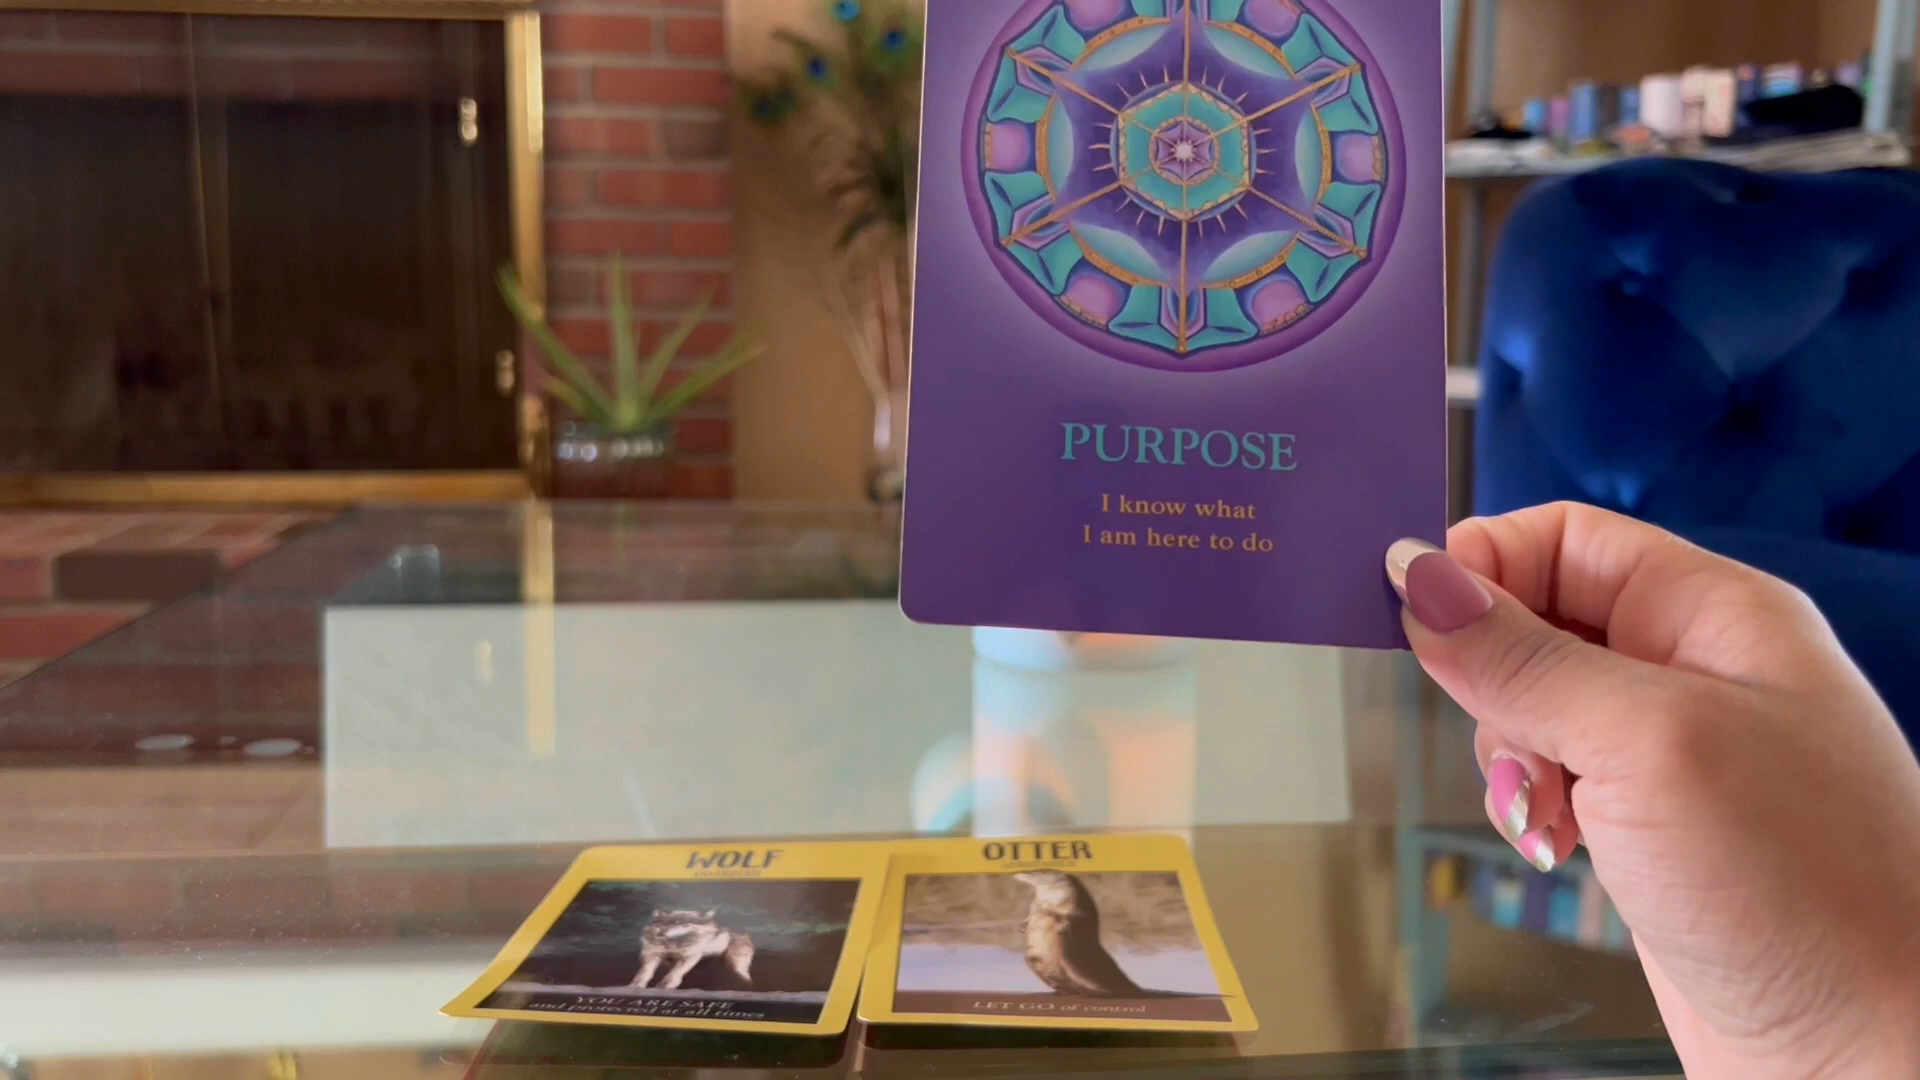 PURPOSE
I know what
I am here to do
WOLF
GUARDIAN
YOU ARE SAFE
and protected at all times
OTTER
LET GO of control